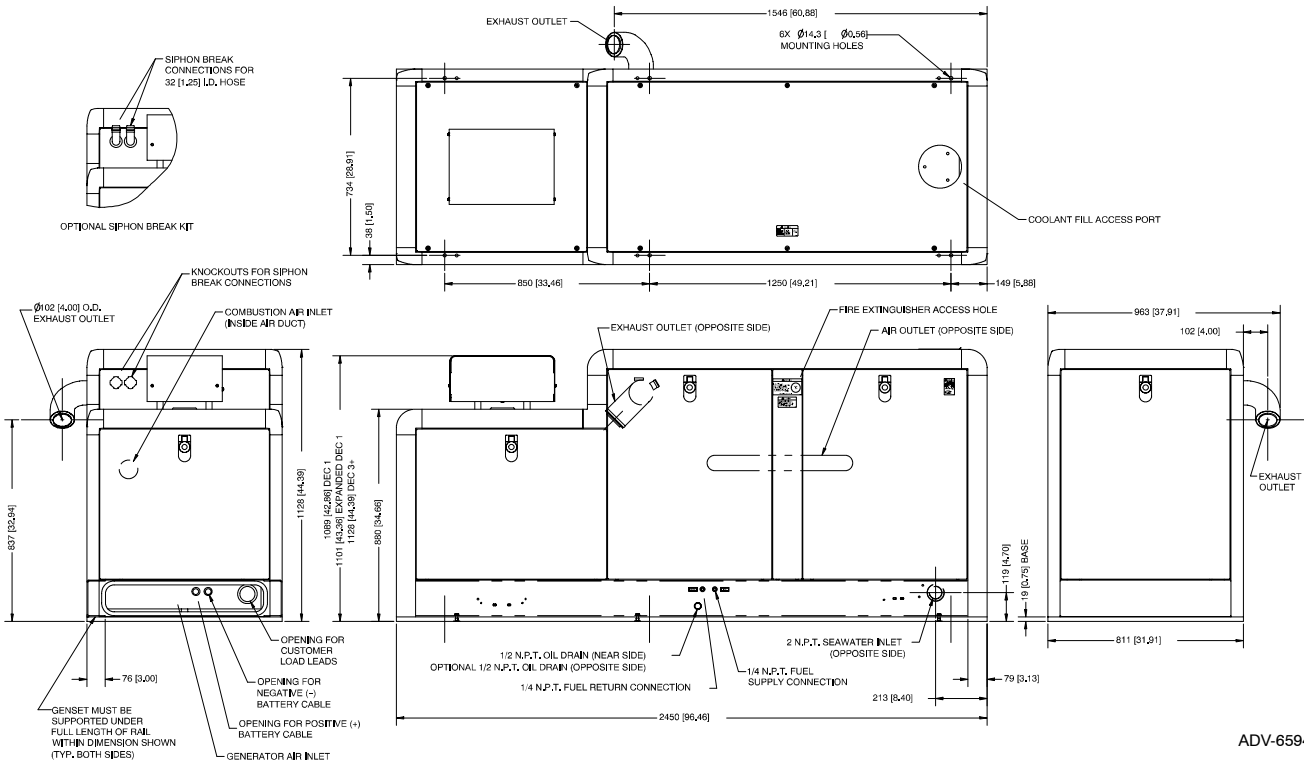 EXHAUST OUTLET
1546 [60.88]
6X Ø14.3 [ Ø0.56]
MOUNTING HOLES
SIPHON BREAK
CONNECTIONS FOR
32 [1.25] I.D. HOSE
OPTIONAL SIPHON BREAK KIT
734 [28.91]
38 [1.50]
COOLANT FILL ACCESS PORT
850 [33.46]
1250 [49.21]
149 [5.88]
KNOCKOUTS FOR SIPHON
BREAK CONNECTIONS
Ø102 [4.00] O.D.
EXHAUST OUTLET
COMBUSTION AIR INLET
(INSIDE AIR DUCT)
837 [32.94]
1128 [44.39]
76 [3.00]
OPENING FOR
CUSTOMER
LOAD LEADS
OPENING FOR
NEGATIVE (-)
BATTERY CABLE
OPENING FOR POSITIVE (+)
BATTERY CABLE
GENERATOR AIR INLET
GENSET MUST BE
SUPPORTED UNDER
FULL LENGTH OF RAIL
WITHIN DIMENSION SHOWN
(TYP. BOTH SIDES)
EXHAUST OUTLET (OPPOSITE SIDE)
FIRE EXTINGUISHER ACCESS HOLE
AIR OUTLET (OPPOSITE SIDE)
1089 [42.86] DEC 1
1101 [43.36] EXPANDED DEC 1
1128 [44.39] DEC 3+
880 [34.66]
1/2 N.P.T. OIL DRAIN (NEAR SIDE)
OPTIONAL 1/2 N.P.T. OIL DRAIN (OPPOSITE SIDE)
1/4 N.P.T. FUEL RETURN CONNECTION
1/4 N.P.T. FUEL
SUPPLY CONNECTION
2 N.P.T. SEAWATER INLET
(OPPOSITE SIDE)
119 [4.70]
19 [0.75] BASE
79 [3.13]
213 [8.40]
2450 [96.46]
963 [37.91]
102 [4.00]
EXHAUST
OUTLET
811 [31.91]